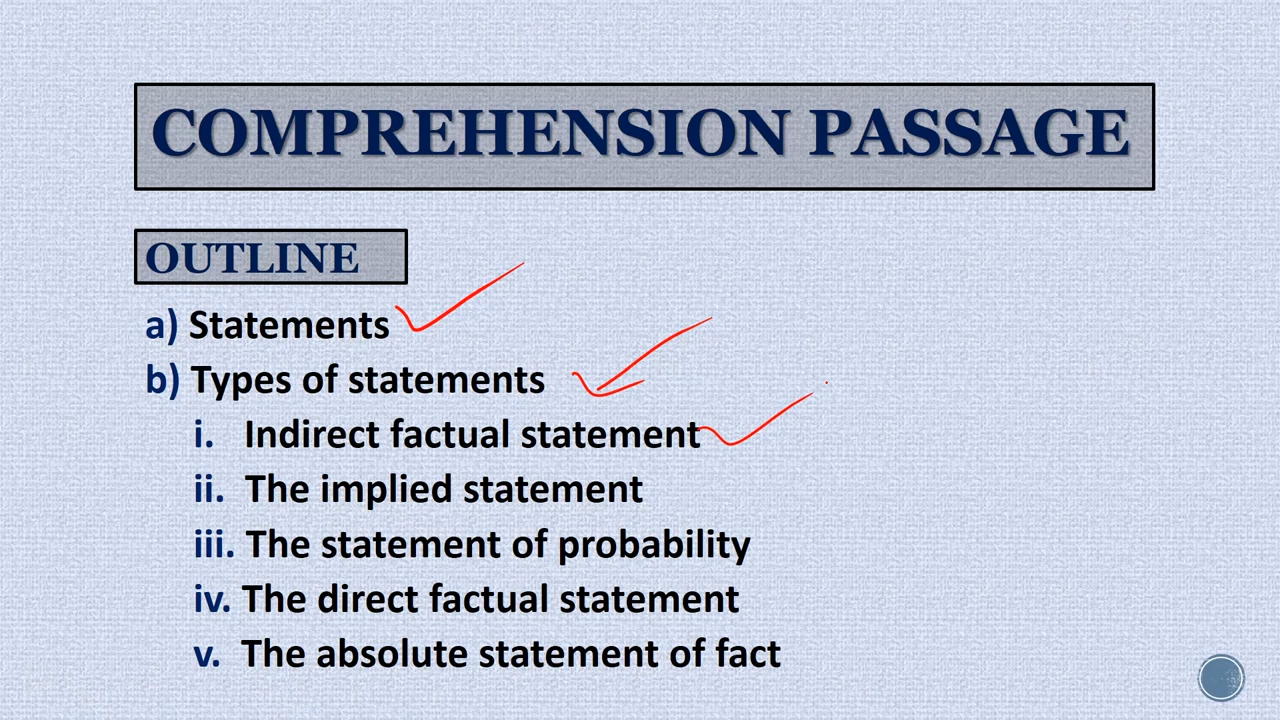 COMPREHENSION PASSAGE
OUTLINE
a) Statements
b) Types of statements
i. Indirect factual statement
ii. The implied statement
iii. The statement of probability
iv. The direct factual statement
v. The absolute statement of fact